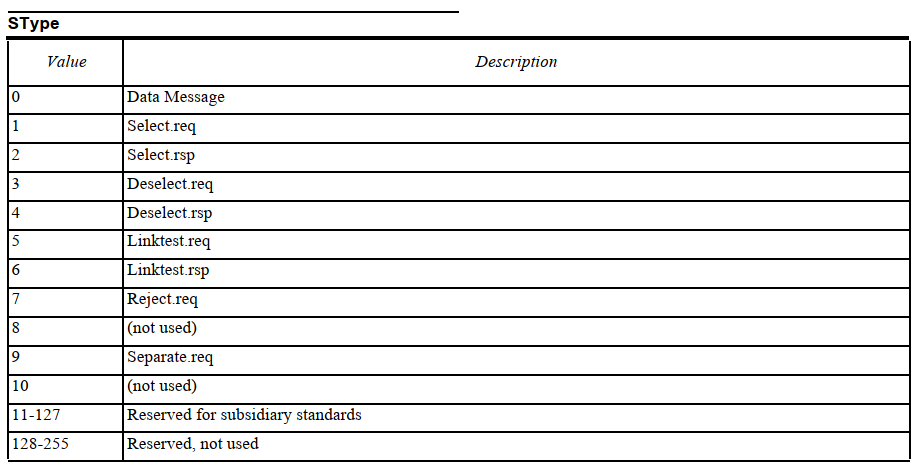 SType
Value Description
0 Data Message
1 Select.req
2 Select.rsp
3 Deselect.req
4 Deselect.rsp
5 Linktest.req
6 Linktest.rsp
7 Reject.req
8 (not used)
9 Separate.req
10 (not used)
11-127 Reserved for subsidiary standards
128-255 Reserved, not used